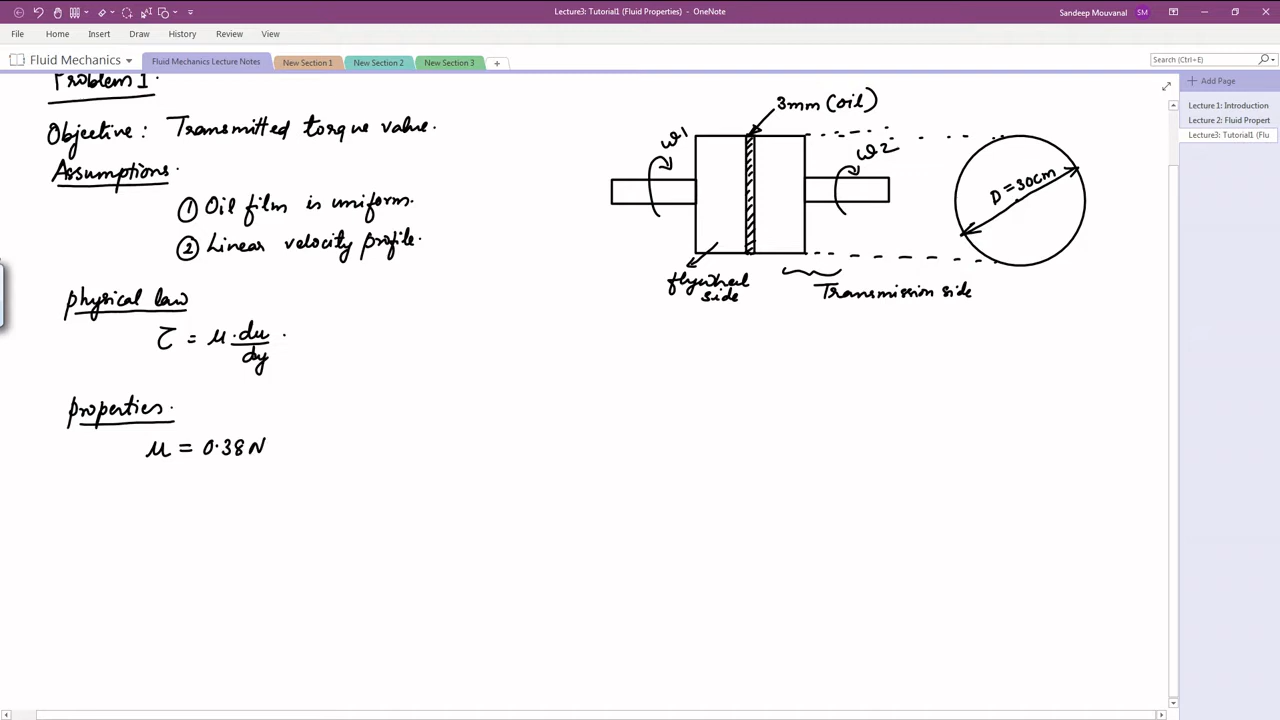 Lecture3: Tutorial1 (Fluid Properties) - OneNote
Sandeep Mouvanal
SM
File Home Insert Draw History Review View
Fluid Mechanics
Fluid Mechanics Lecture Notes
New Section 1
New Section 2
New Section 3
Search (Ctrl+E)
Add Page
Lecture 1: Introduction
Lecture 2: Fluid Propert
Lecture3: Tutorial1 (Flu
Problem 1.
Objective: Transmitted torque value.
Assumptions.
① Oil film is uniform.
② Linear velocity profile.
physical law
τ = μ.du/dy.
properties.
μ = 0.38 N
3mm (oil)
ω1
ω2
D = 30cm
flywheel
side
Transmission side